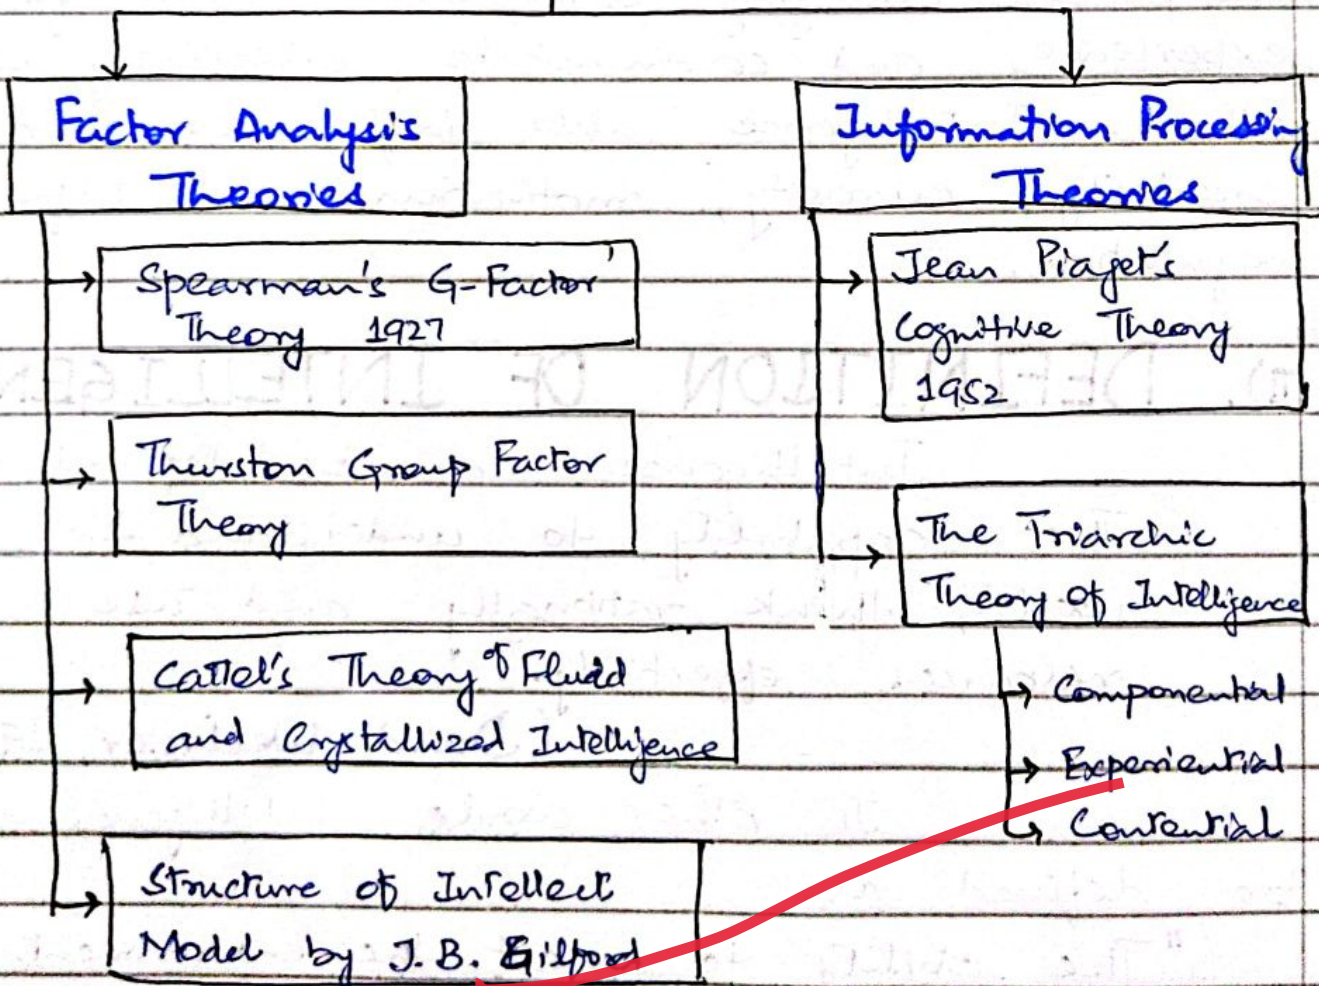 Factor Analysis
Theories
Spearman's G-Factor
Theory 1927
Thurston Group Factor
Theory
Cattel's Theory of Fluid
and Crystallized Intelligence
Structure of Intellect
Model by J.B. Gilford
Information Processing
Theories
Jean Piaget's
Cognitive Theory
1952
The Triarchic
Theory of Intelligence
Componential
Experiential
Contential